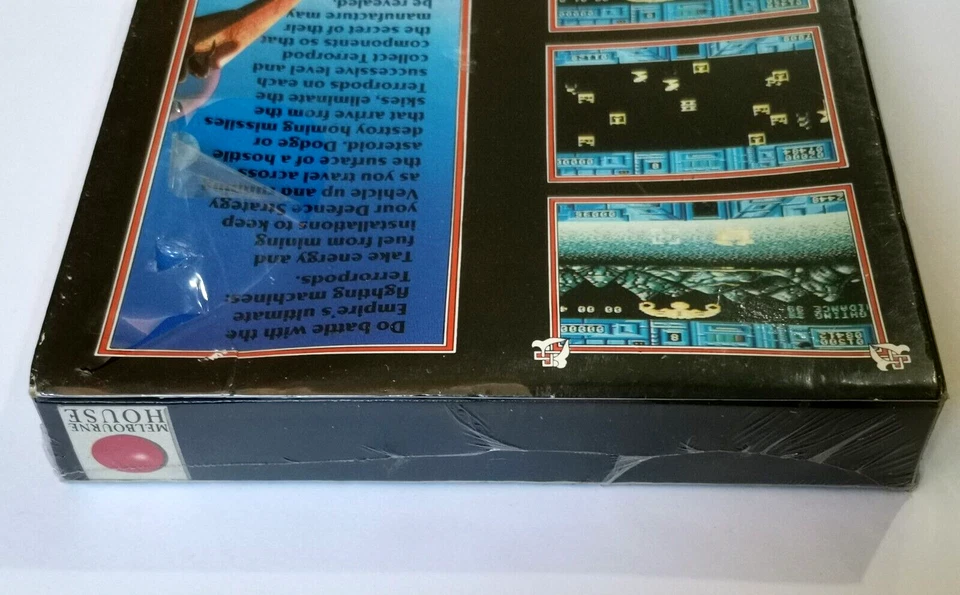 Do battle with the
Empire's ultimate
fighting machines:
Terrorpods.
Take energy and
fuel from mining
installations to keep
your Defence Strategy
Vehicle up and running
as you travel across
the surface of a hostile
asteroid. Dodge or
destroy homing missiles
that arrive from the
skies, eliminate the
Terrorpods on each
successive level and
collect Terrorpod
components so that
the secret of their
manufacture may
be revealed.
MELBOURNE
HOUSE